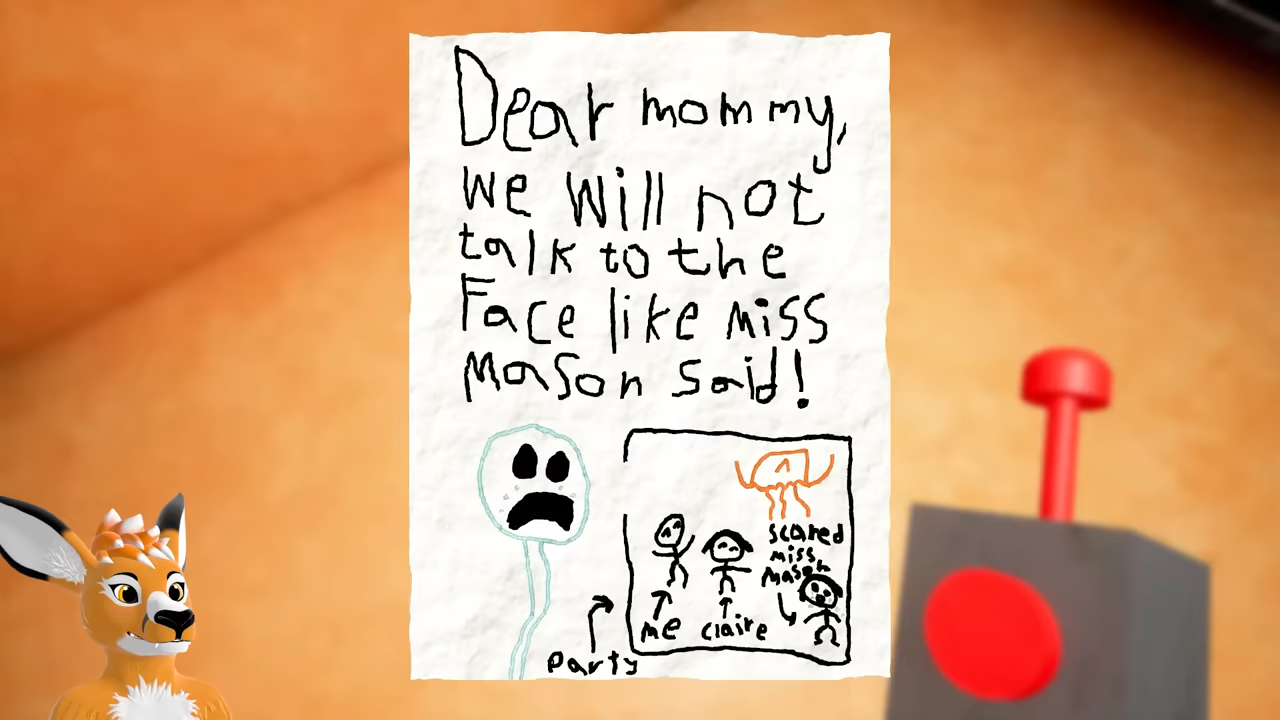 Dear mommy,
we will not
talk to the
Face like miss
mason said!
scared
miss
mason
me
claire
party